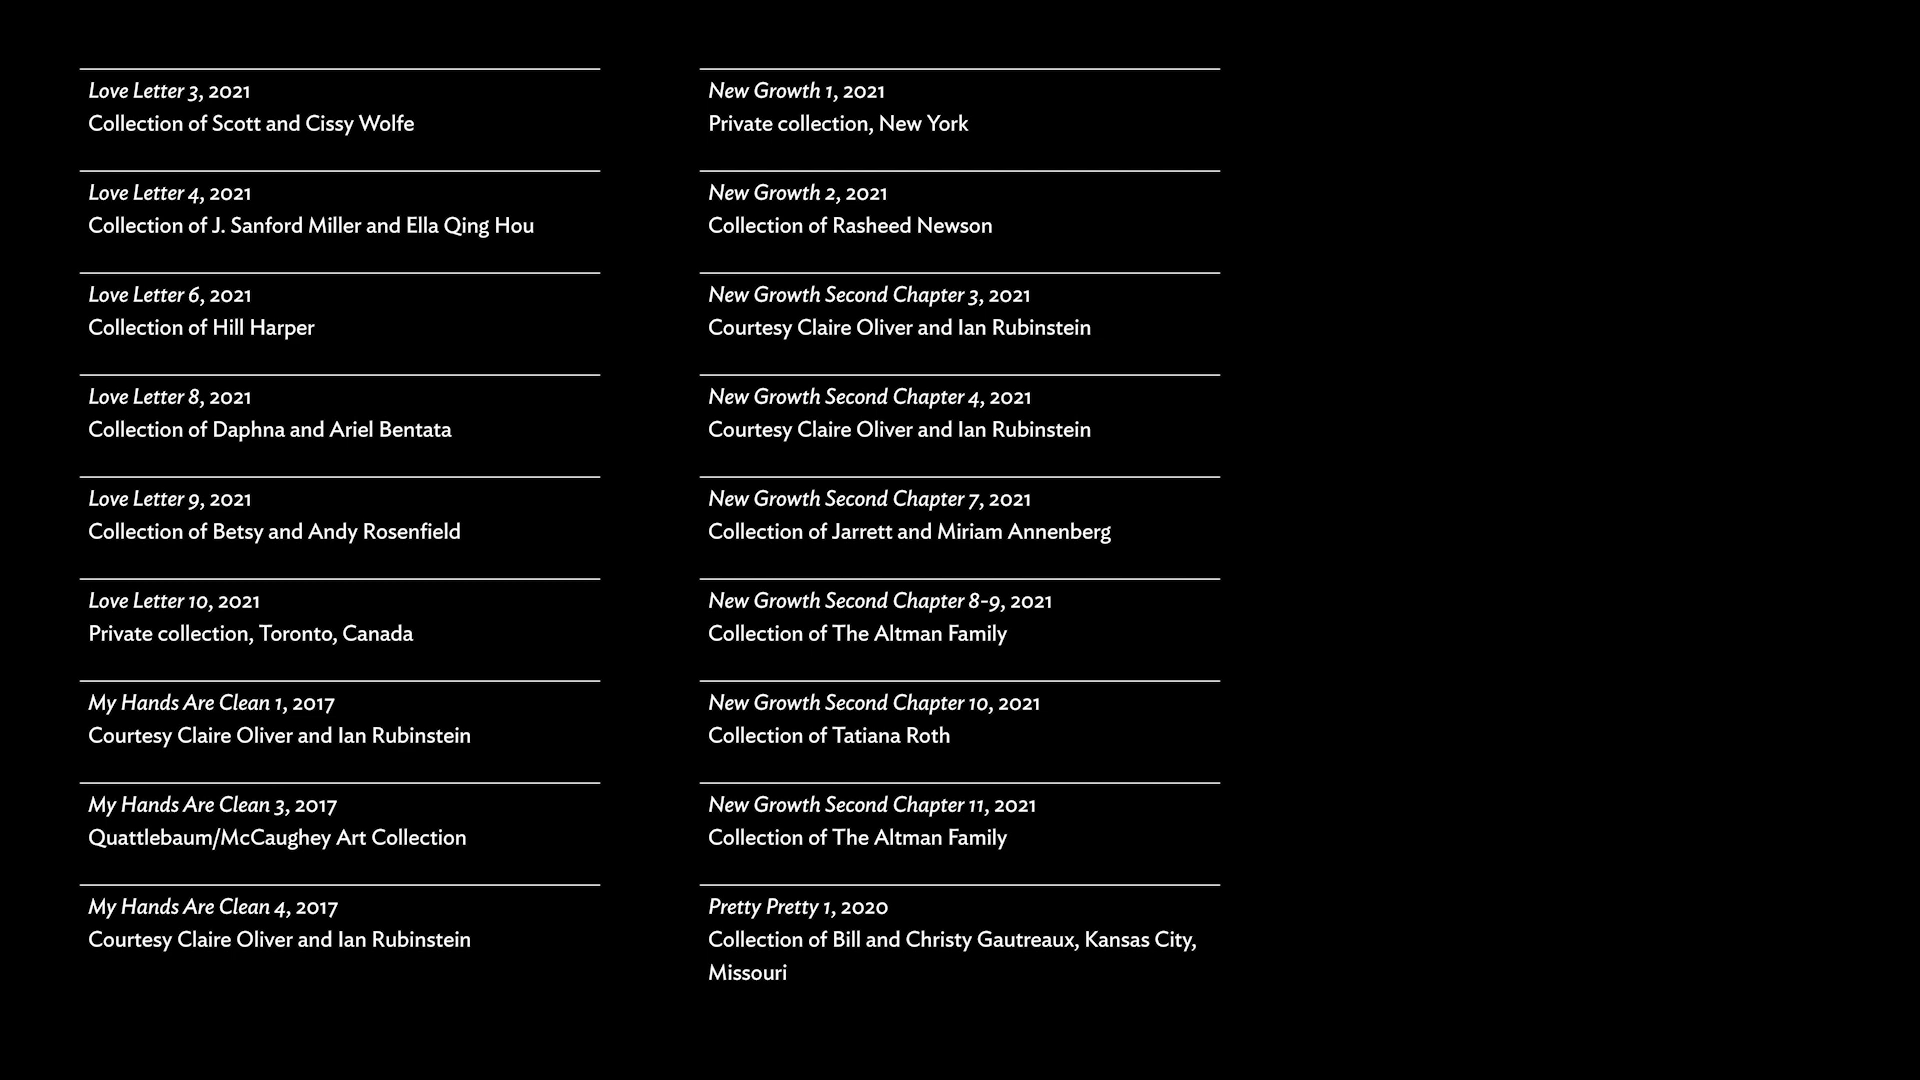 Love Letter 3, 2021
Collection of Scott and Cissy Wolfe
Love Letter 4, 2021
Collection of J. Sanford Miller and Ella Qing Hou
Love Letter 6, 2021
Collection of Hill Harper
Love Letter 8, 2021
Collection of Daphna and Ariel Bentata
Love Letter 9, 2021
Collection of Betsy and Andy Rosenfield
Love Letter 10, 2021
Private collection, Toronto, Canada
My Hands Are Clean 1, 2017
Courtesy Claire Oliver and Ian Rubinstein
My Hands Are Clean 3, 2017
Quattlebaum/McCaughey Art Collection
My Hands Are Clean 4, 2017
Courtesy Claire Oliver and Ian Rubinstein
New Growth 1, 2021
Private collection, New York
New Growth 2, 2021
Collection of Rasheed Newson
New Growth Second Chapter 3, 2021
Courtesy Claire Oliver and Ian Rubinstein
New Growth Second Chapter 4, 2021
Courtesy Claire Oliver and Ian Rubinstein
New Growth Second Chapter 7, 2021
Collection of Jarrett and Miriam Annenberg
New Growth Second Chapter 8-9, 2021
Collection of The Altman Family
New Growth Second Chapter 10, 2021
Collection of Tatiana Roth
New Growth Second Chapter 11, 2021
Collection of The Altman Family
Pretty Pretty 1, 2020
Collection of Bill and Christy Gautreaux, Kansas City,
Missouri